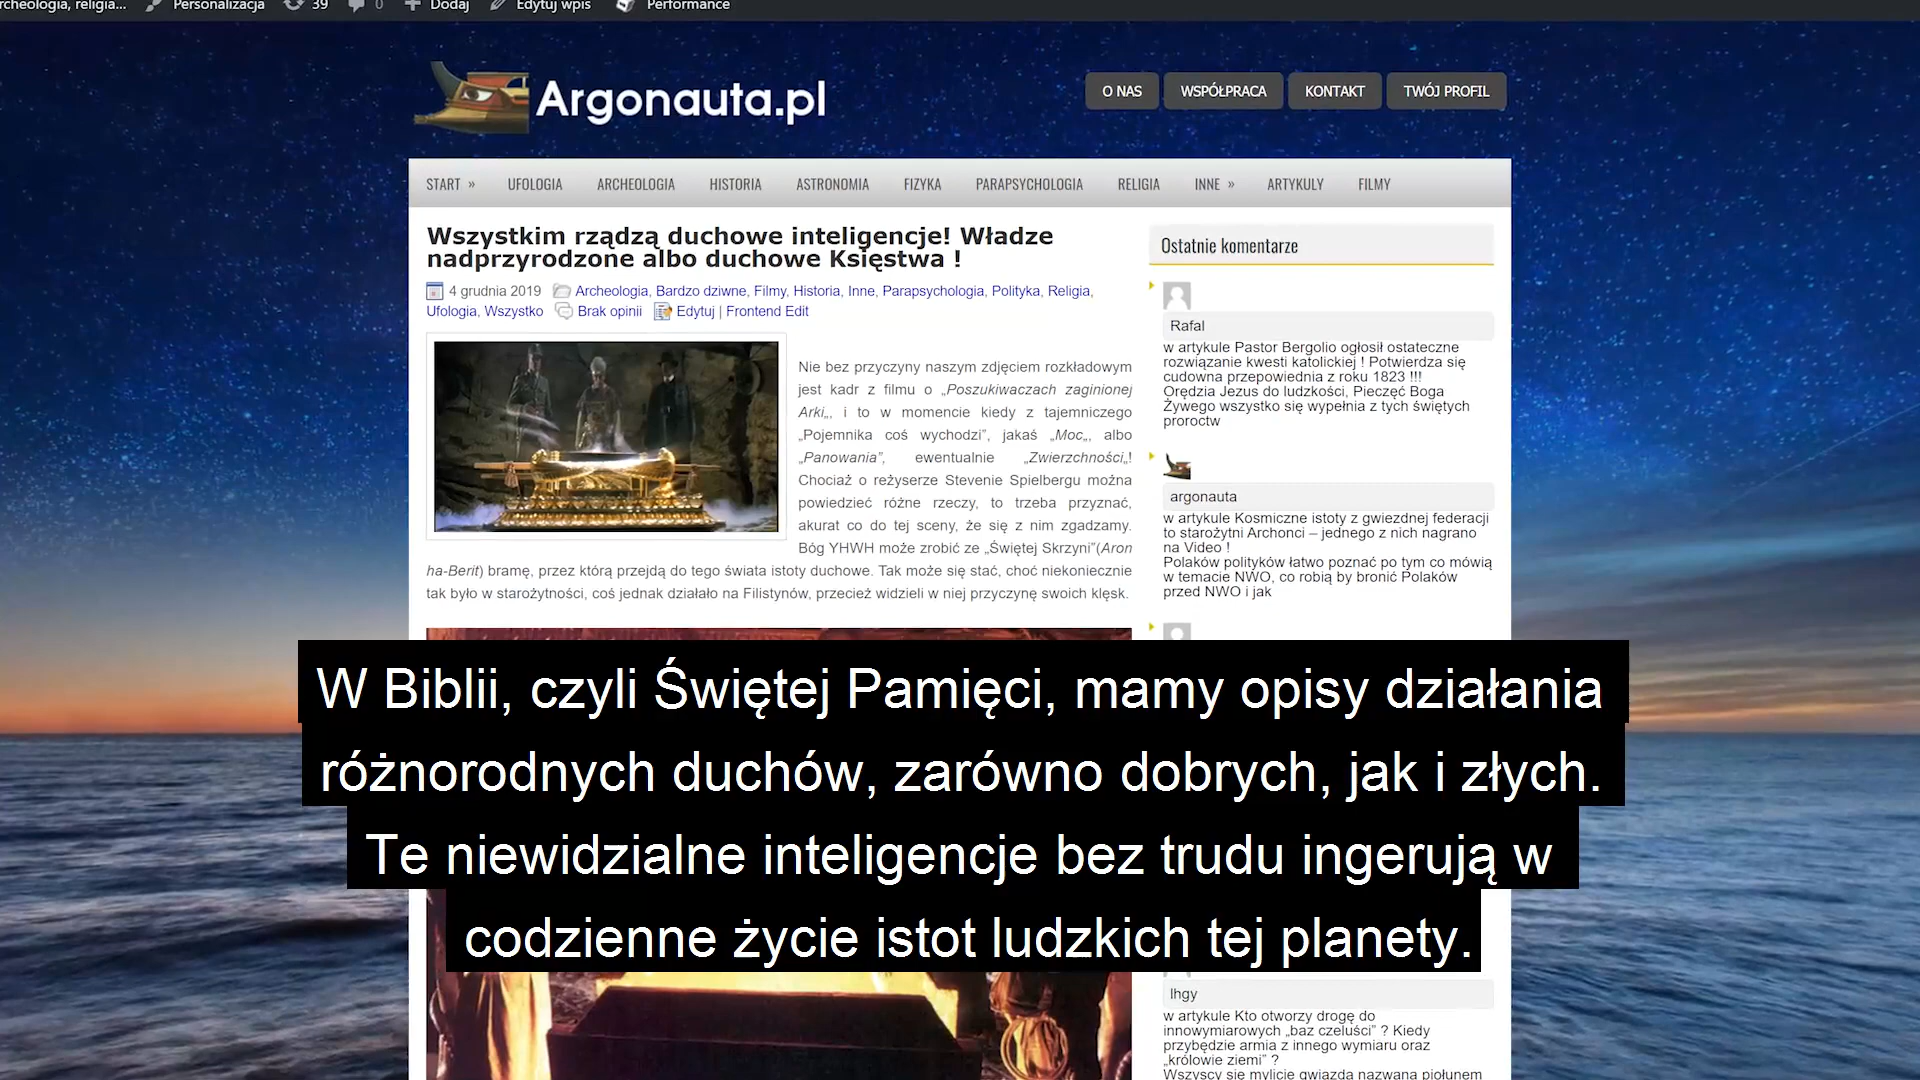 rcheologia, religia... Personalizacja 39 0 Dodaj Edytuj wpis Performance
Argonauta.pl
O NAS WSPÓŁPRACA KONTAKT TWÓJ PROFIL
START » UFOLOGIA ARCHEOLOGIA HISTORIA ASTRONOMIA FIZYKA PARAPSYCHOLOGIA RELIGIA INNE » ARTYKUŁY FILMY
Wszystkim rządzą duchowe inteligencje! Władze
nadprzyrodzone albo duchowe Księstwa !
4 grudnia 2019 Archeologia, Bardzo dziwne, Filmy, Historia, Inne, Parapsychologia, Polityka, Religia,
Ufologia, Wszystko Brak opinii Edytuj | Frontend Edit
Nie bez przyczyny naszym zdjęciem rozkładowym
jest kadr z filmu o „Poszukiwaczach zaginionej
Arki„, i to w momencie kiedy z tajemniczego
„Pojemnika coś wychodzi”, jakaś „Moc„, albo
„Panowania”, ewentualnie „Zwierzchności„!
Chociaż o reżyserze Stevenie Spielbergu można
powiedzieć różne rzeczy, to trzeba przyznać,
akurat co do tej sceny, że się z nim zgadzamy.
Bóg YHWH może zrobić ze „Świętej Skrzyni”(Aron
ha-Berit) bramę, przez którą przejdą do tego świata istoty duchowe. Tak może się stać, choć niekoniecznie
tak było w starożytności, coś jednak działało na Filistynów, przecież widzieli w niej przyczynę swoich klęsk.
Ostatnie komentarze
Rafal
w artykule Pastor Bergolio ogłosił ostateczne
rozwiązanie kwesti katolickiej ! Potwierdza się
cudowna przepowiednia z roku 1823 !!!
Orędzia Jezus do ludzkości, Pieczęć Boga
Żywego wszystko się wypełnia z tych świętych
proroctw
argonauta
w artykule Kosmiczne istoty z gwiezdnej federacji
to starożytni Archonci – jednego z nich nagrano
na Video !
Polaków polityków łatwo poznać po tym co mówią
w temacie NWO, co robią by bronić Polaków
przed NWO i jak
W Biblii, czyli Świętej Pamięci, mamy opisy działania
różnorodnych duchów, zarówno dobrych, jak i złych.
Te niewidzialne inteligencje bez trudu ingerują w
codzienne życie istot ludzkich tej planety.
lhgy
w artykule Kto otworzy drogę do
innowymiarowych „baz czeluści” ? Kiedy
przybędzie armia z innego wymiaru oraz
„królowie ziemi” ?
Wszyscy się mylicie gwiazda nazwana piołunem